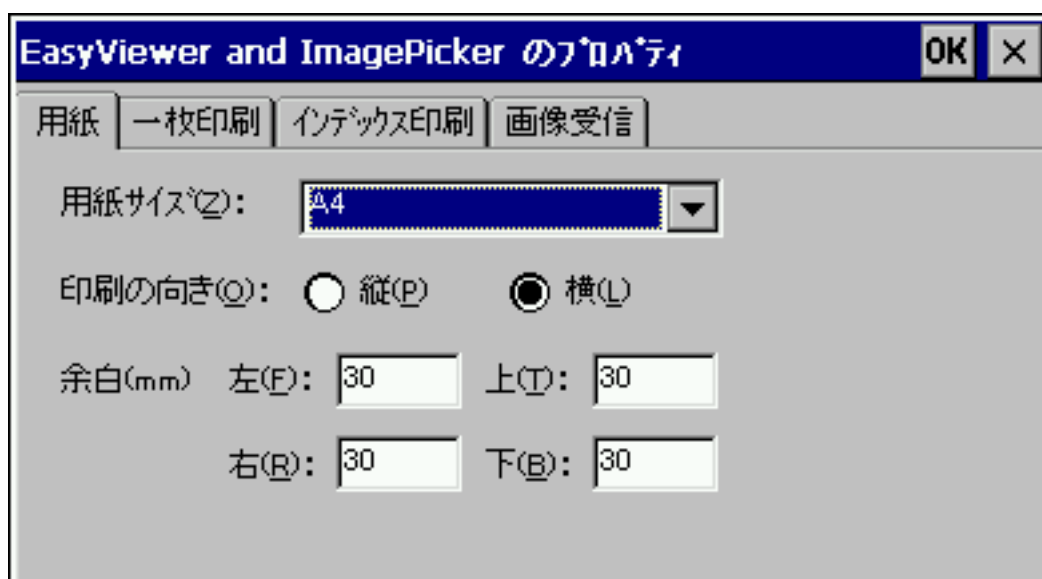 EasyViewer and ImagePicker のﾌﾟﾛﾊﾟﾃｨ OK ×
用紙 一枚印刷 ｲﾝﾃﾞｯｸｽ印刷 画像受信
用紙ｻｲｽﾞ(Z): A4
印刷の向き(O): 縦(P) 横(L)
余白(mm) 左(F): 30 上(T): 30
右(R): 30 下(B): 30